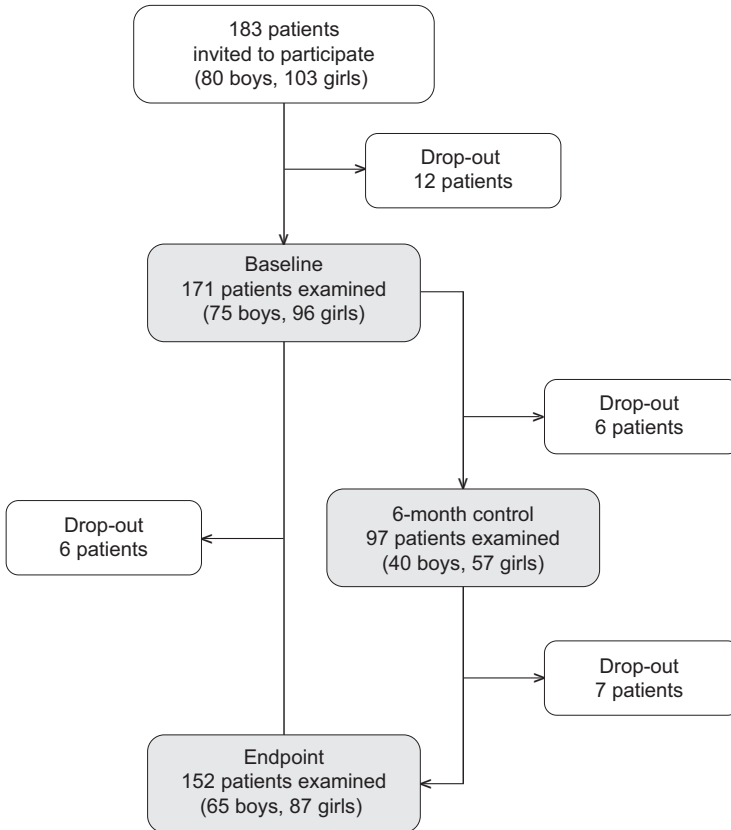 183 patients
invited to participate
(80 boys, 103 girls)
Drop-out
12 patients
Baseline
171 patients examined
(75 boys, 96 girls)
Drop-out
6 patients
6-month control
97 patients examined
(40 boys, 57 girls)
Drop-out
6 patients
Drop-out
7 patients
Endpoint
152 patients examined
(65 boys, 87 girls)